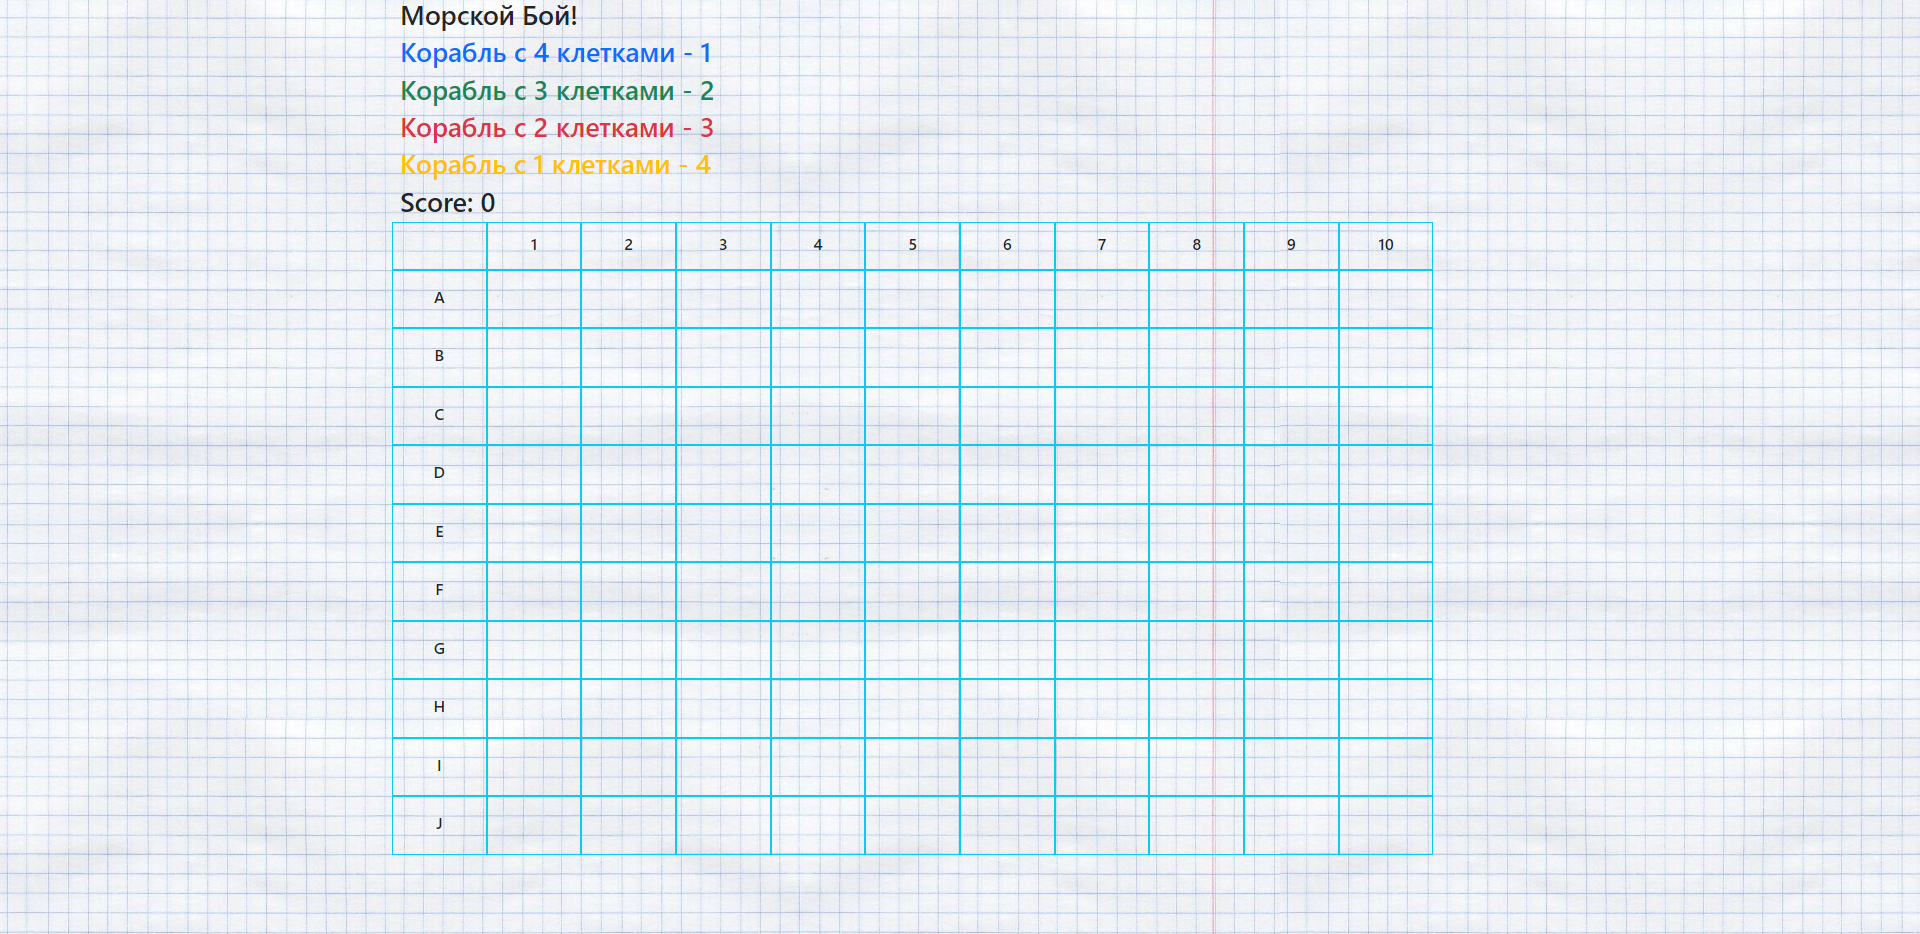 Морской Бой!
Корабль с 4 клетками - 1
Корабль с 3 клетками - 2
Корабль с 2 клетками - 3
Корабль с 1 клетками - 4
Score: 0
1 2 3 4 5 6 7 8 9 10
A
B
C
D
E
F
G
H
I
J